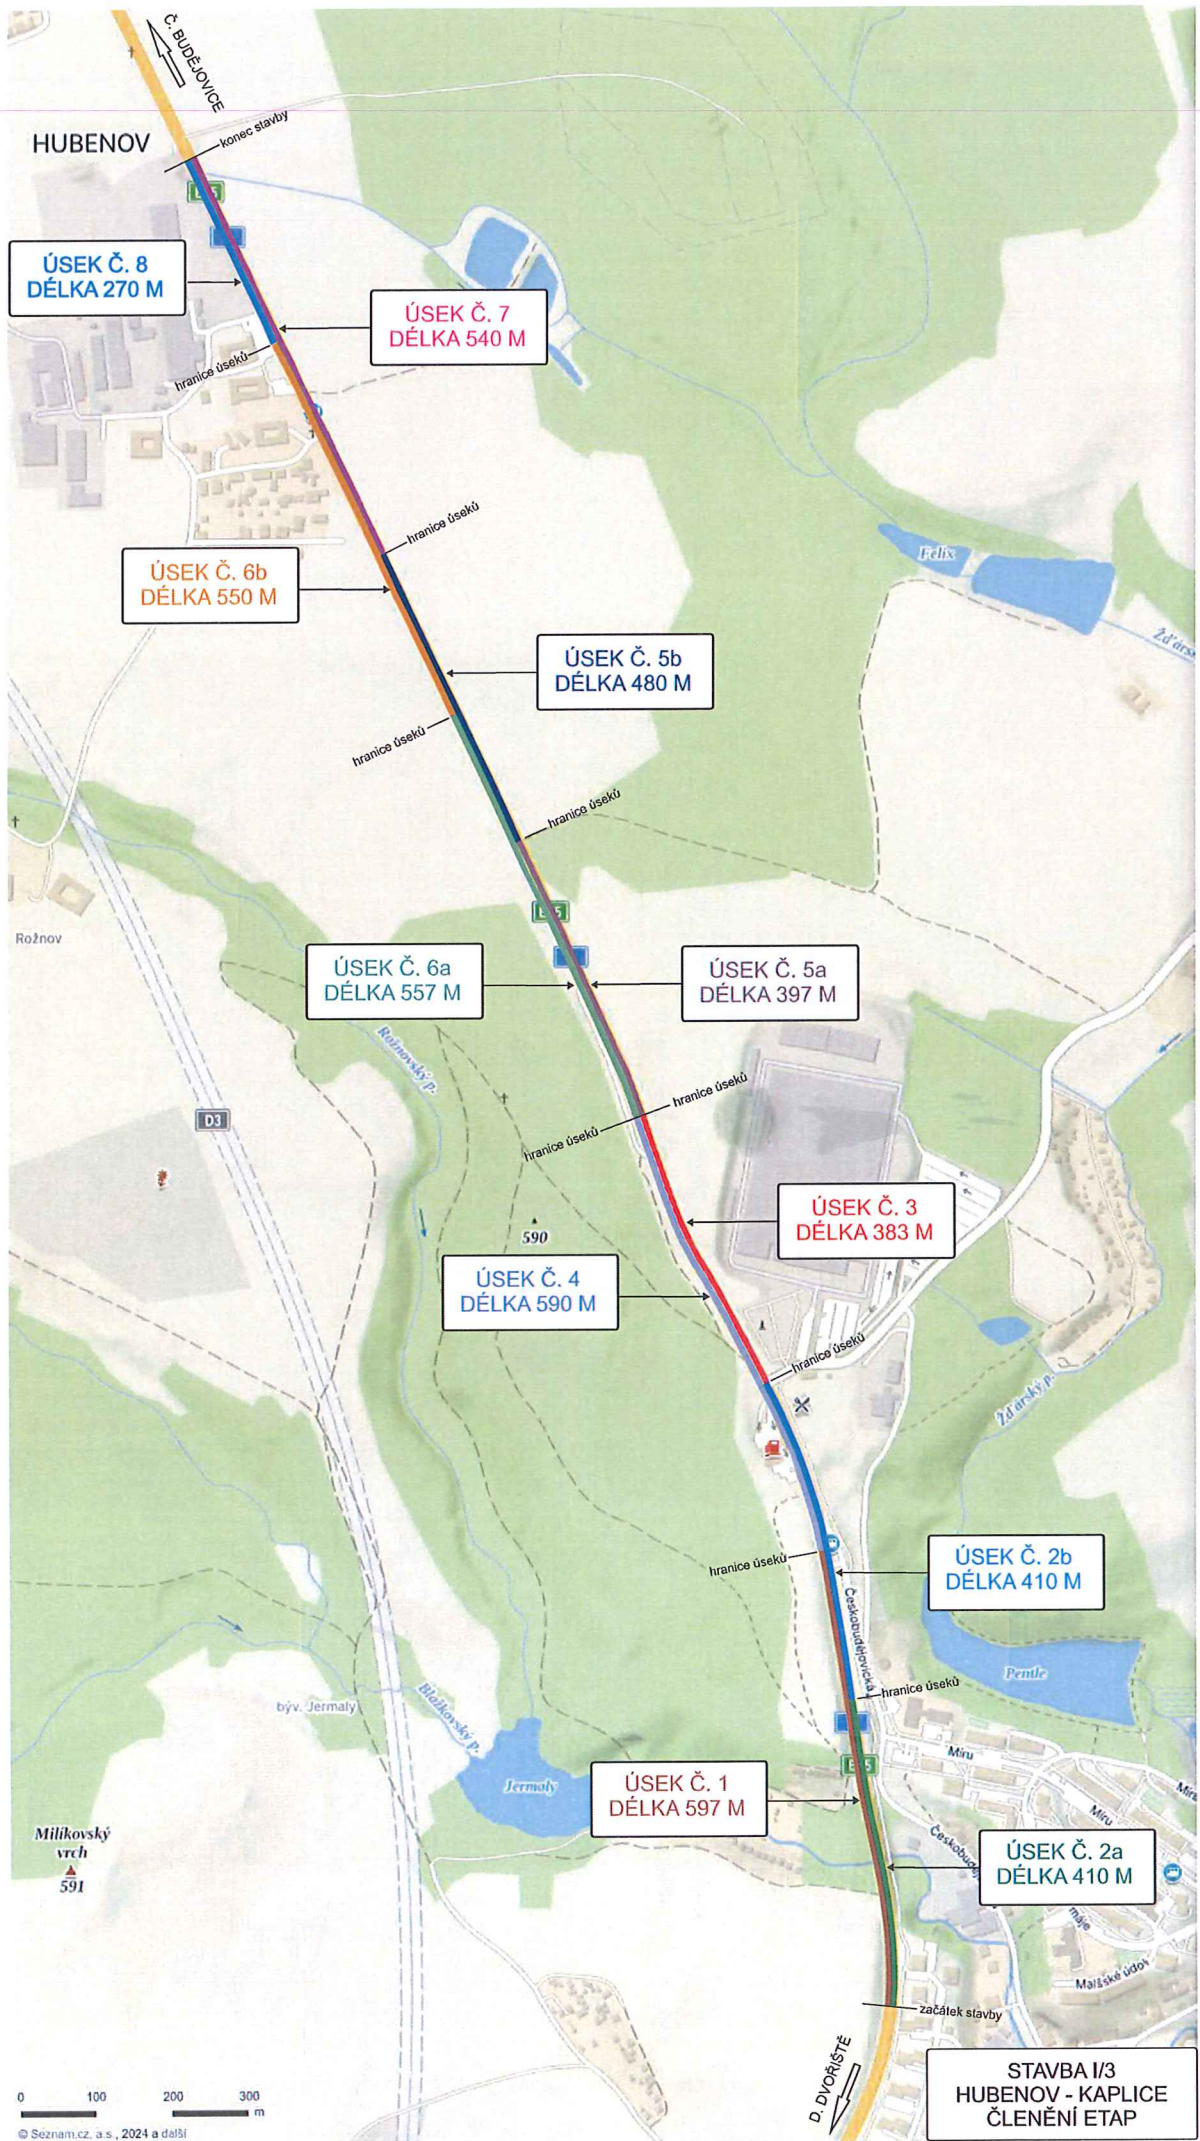 Č. BUDĚJOVICE
HUBENOV
konec stavby
ÚSEK Č. 8
DÉLKA 270 M
ÚSEK Č. 7
DÉLKA 540 M
hranice úseků
hranice úseků
Felix
ÚSEK Č. 6b
DÉLKA 550 M
ÚSEK Č. 5b
DÉLKA 480 M
hranice úseků
hranice úseků
Rožnov
ÚSEK Č. 6a
DÉLKA 557 M
ÚSEK Č. 5a
DÉLKA 397 M
Rožnovský p.
hranice úseků
hranice úseků
D3
ÚSEK Č. 3
DÉLKA 383 M
590
ÚSEK Č. 4
DÉLKA 590 M
hranice úseků
Žďárský p.
hranice úseků
ÚSEK Č. 2b
DÉLKA 410 M
Českobudějovická
Pentle
hranice úseků
býv. Jermaly
Blažkovský p.
Míru
Jermaly
ÚSEK Č. 1
DÉLKA 597 M
Míru
Milíkovský
vrch
591
ÚSEK Č. 2a
DÉLKA 410 M
Malšské údolí
začátek stavby
D. DVOŘIŠTĚ
STAVBA I/3
HUBENOV - KAPLICE
ČLENĚNÍ ETAP
0 100 200 300
m
© Seznam.cz, a.s., 2024 a další